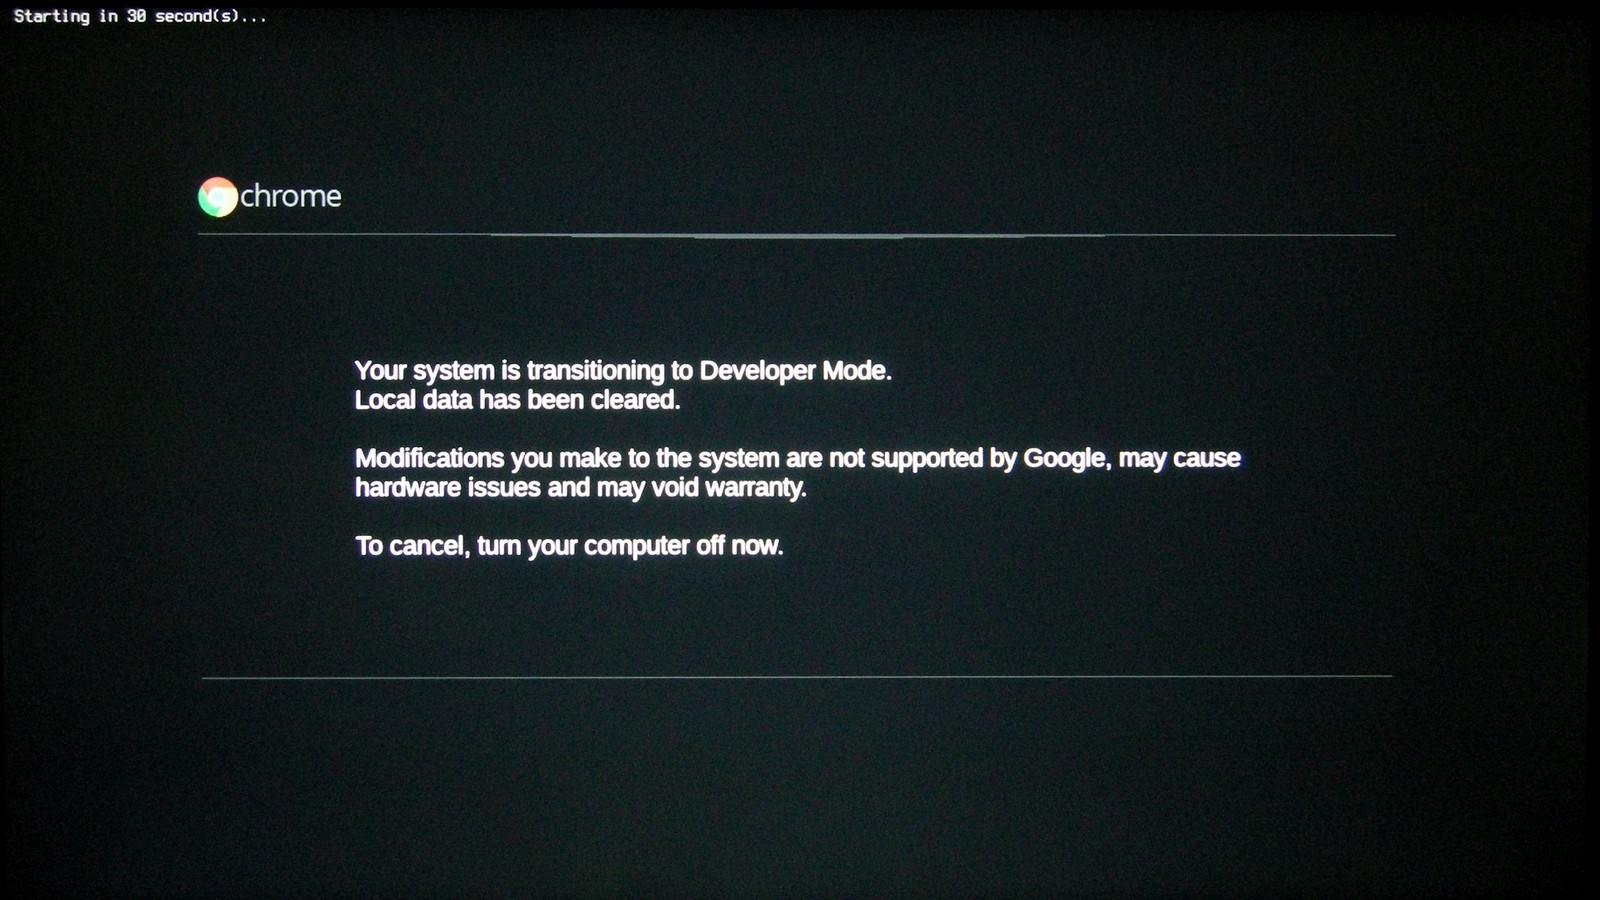 Starting in 30 second(s)...
chrome
Your system is transitioning to Developer Mode.
Local data has been cleared.
Modifications you make to the system are not supported by Google, may cause
hardware issues and may void warranty.
To cancel, turn your computer off now.